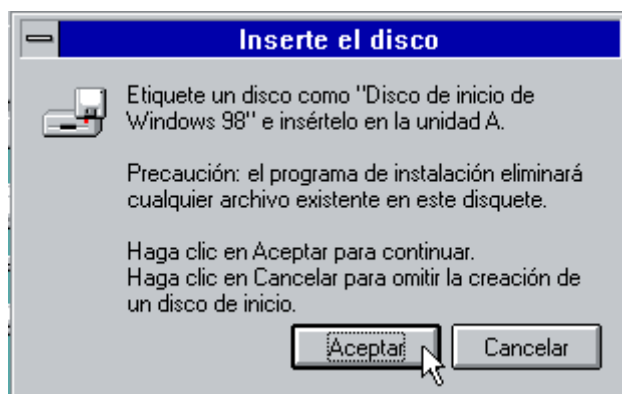 Inserte el disco
Etiquete un disco como "Disco de inicio de
Windows 98" e insértelo en la unidad A.
Precaución: el programa de instalación eliminará
cualquier archivo existente en este disquete.
Haga clic en Aceptar para continuar.
Haga clic en Cancelar para omitir la creación de
un disco de inicio.
Aceptar
Cancelar